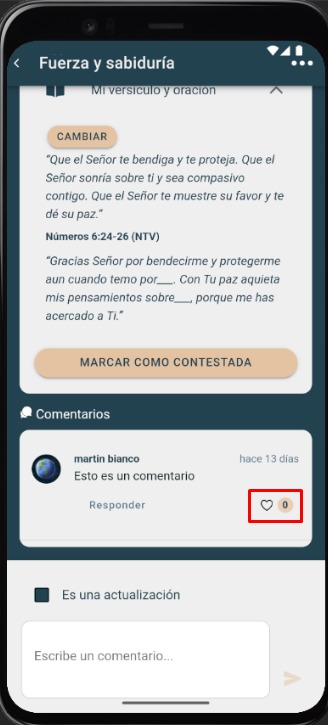 Fuerza y sabiduría
Mi versículo y oración
CAMBIAR
“Que el Señor te bendiga y te proteja. Que el
Señor sonría sobre ti y sea compasivo
contigo. Que el Señor te muestre su favor y te
dé su paz.”
Números 6:24-26 (NTV)
“Gracias Señor por bendecirme y protegerme
aun cuando temo por___. Con Tu paz aquieta
mis pensamientos sobre___, porque me has
acercado a Ti.”
MARCAR COMO CONTESTADA
Comentarios
martin bianco hace 13 días
Esto es un comentario
Responder 0
Es una actualización
Escribe un comentario...